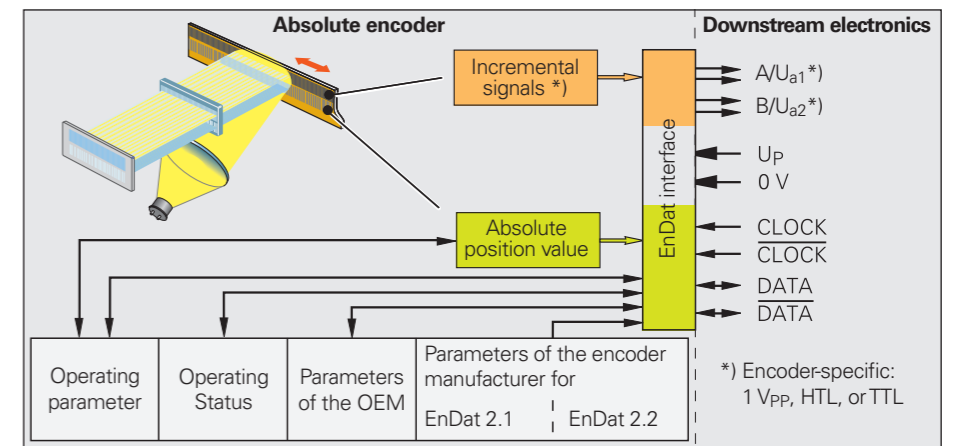 Absolute encoder
Downstream electronics
Incremental
signals *)
A/Ua1*)
B/Ua2*)
UP
0 V
EnDat interface
Absolute
position value
CLOCK
CLOCK
DATA
DATA
Operating
parameter
Operating
Status
Parameters
of the OEM
Parameters of the encoder
manufacturer for
EnDat 2.1
EnDat 2.2
*) Encoder-specific:
1 VPP, HTL, or TTL